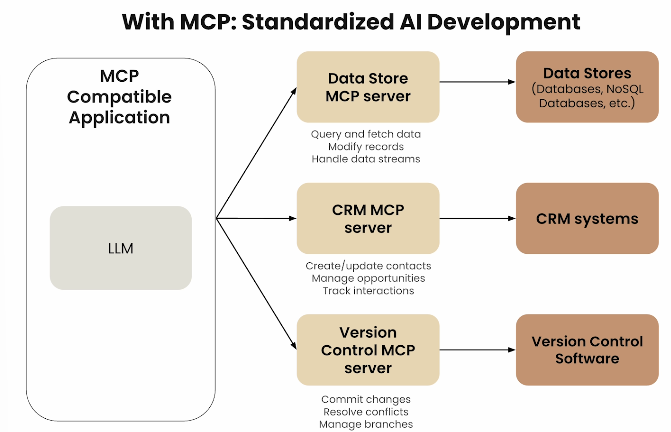 With MCP: Standardized AI Development
MCP
Compatible
Application
LLM
Data Store
MCP server
Query and fetch data
Modify records
Handle data streams
Data Stores
(Databases, NoSQL
Databases, etc.)
CRM MCP
server
Create/update contacts
Manage opportunities
Track interactions
CRM systems
Version
Control MCP
server
Commit changes
Resolve conflicts
Manage branches
Version Control
Software